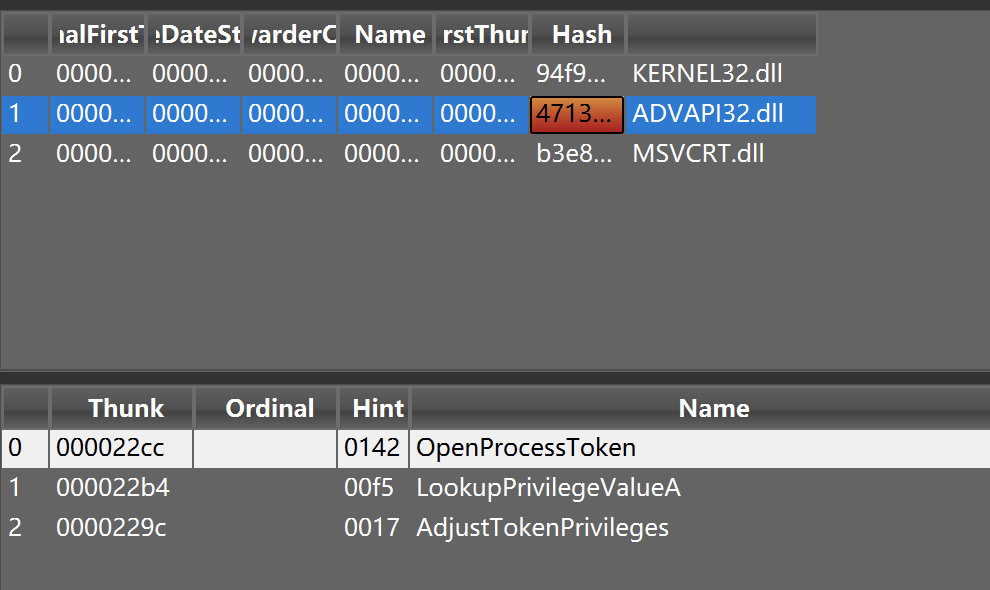 nalFirstT eDateSt varderC Name rstThun Hash
0 0000... 0000... 0000... 0000... 0000... 94f9... KERNEL32.dll
1 0000... 0000... 0000... 0000... 0000... 4713... ADVAPI32.dll
2 0000... 0000... 0000... 0000... 0000... b3e8... MSVCRT.dll
Thunk Ordinal Hint Name
0 000022cc 0142 OpenProcessToken
1 000022b4 00f5 LookupPrivilegeValueA
2 0000229c 0017 AdjustTokenPrivileges